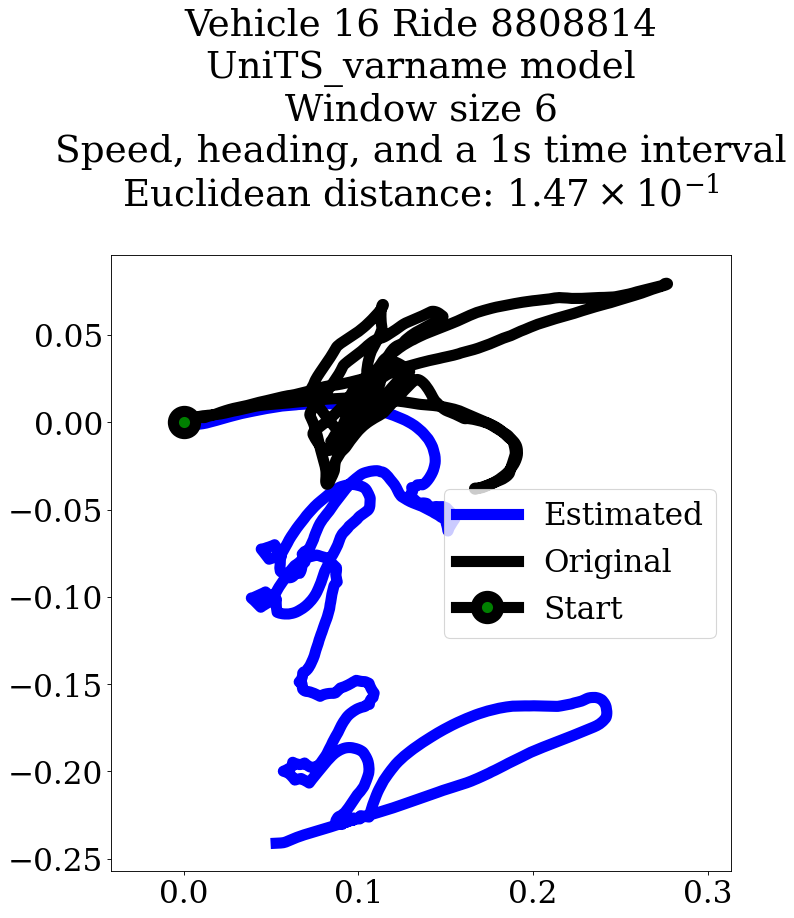 Vehicle 16 Ride 8808814
UniTS_varname model
Window size 6
Speed, heading, and a 1s time interval
Euclidean distance: 1.47 × 10⁻¹
0.05
0.00
−0.05
−0.10
−0.15
−0.20
−0.25
Estimated
Original
Start
0.0 0.1 0.2 0.3